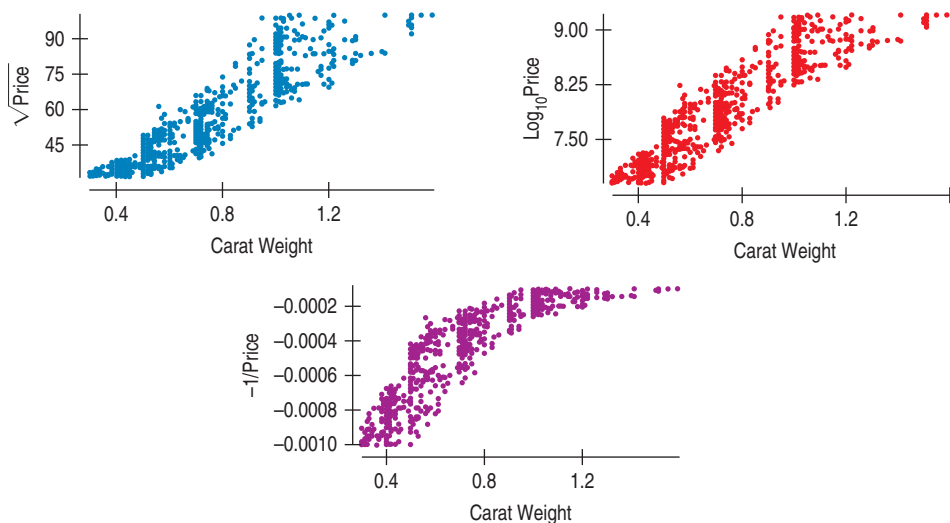 √Price
90
75
60
45
0.4 0.8 1.2
Carat Weight
Log₁₀Price
9.00
8.25
7.50
0.4 0.8 1.2
Carat Weight
–1/Price
–0.0002
–0.0004
–0.0006
–0.0008
–0.0010
0.4 0.8 1.2
Carat Weight